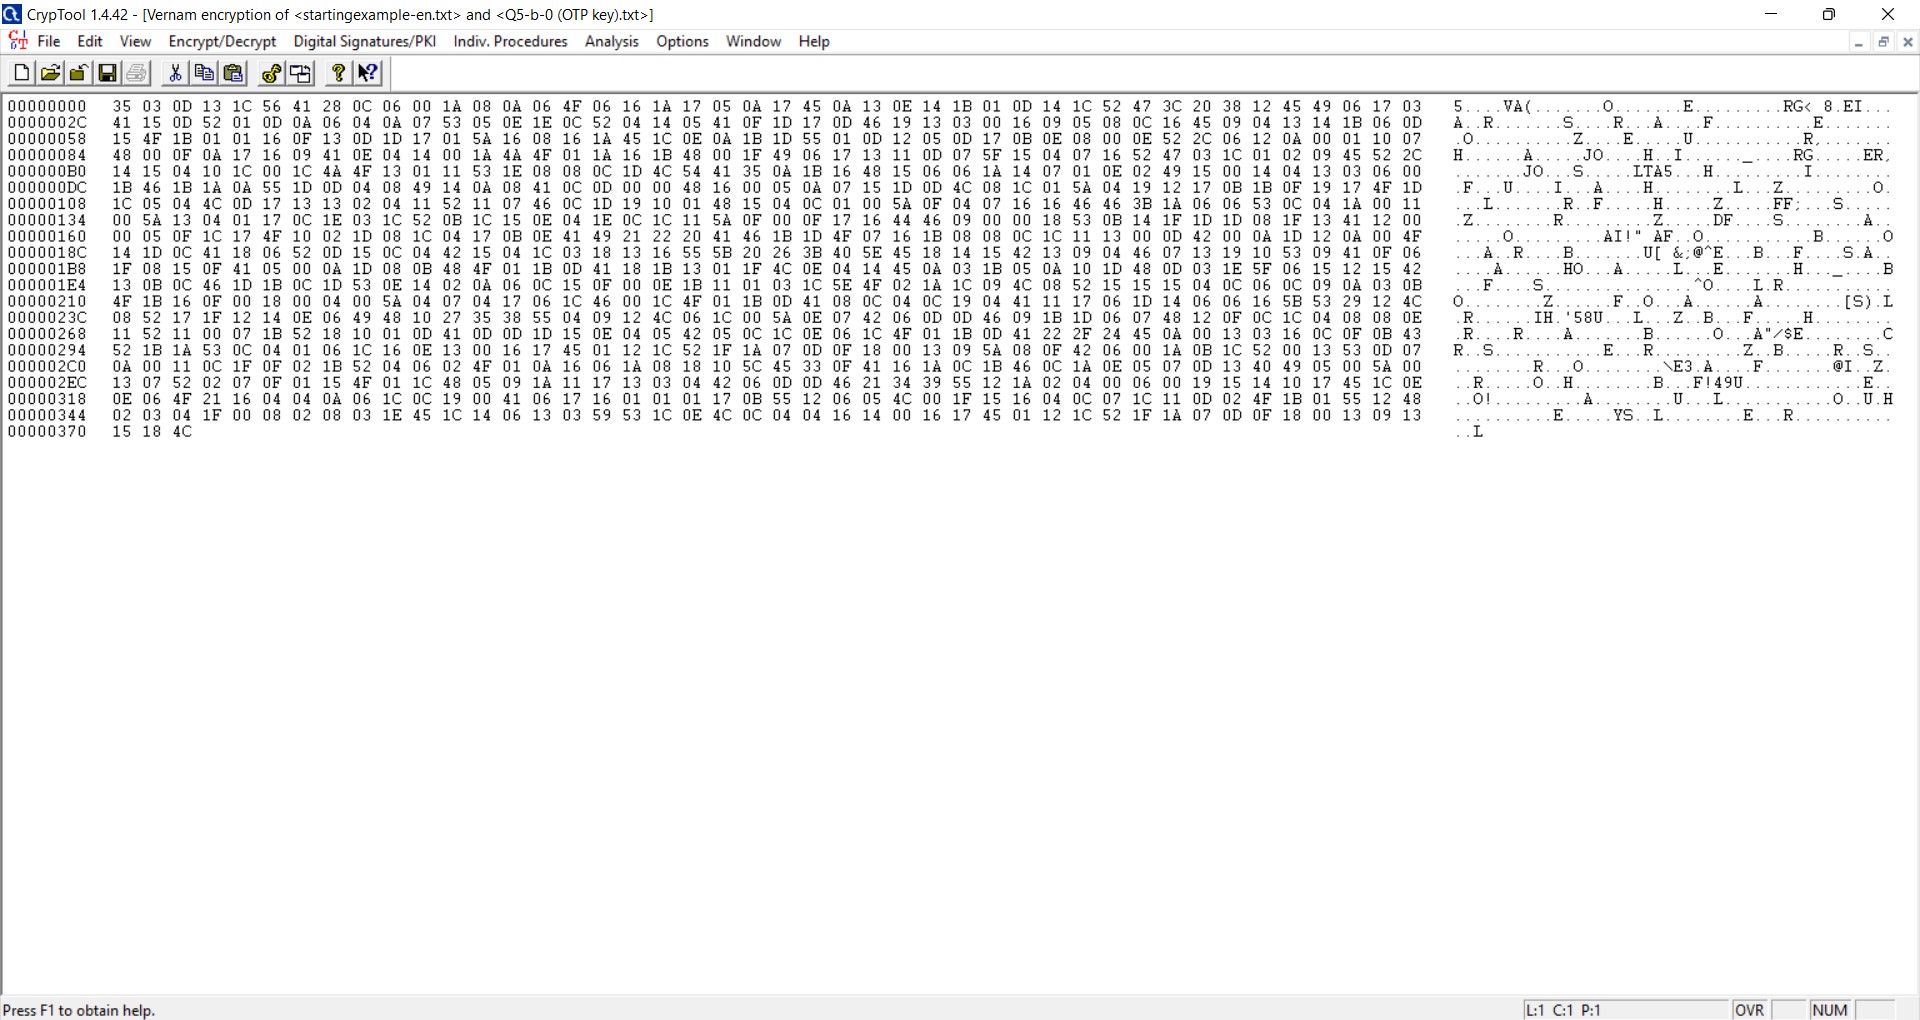 CrypTool 1.4.42 - [Vernam encryption of <startingexample-en.txt> and <Q5-b-0 (OTP key).txt>]
File Edit View Encrypt/Decrypt Digital Signatures/PKI Indiv. Procedures Analysis Options Window Help
00000000 35 03 0D 13 1C 56 41 28 0C 06 00 1A 08 0A 06 4F 06 16 1A 17 05 0A 17 45 0A 13 0E 14 1B 01 0D 14 1C 52 47 3C 20 38 12 45 49 06 17 03 5....VA(.......O.......E.........RG< 8.EI...
0000002C 41 15 0D 52 01 0D 0A 06 04 0A 07 53 05 0E 1E 0C 52 04 14 05 41 0F 1D 17 0D 46 19 13 03 00 16 09 05 08 0C 16 45 09 04 13 14 1B 06 0D A..R.......S....R...A....F..........E.......
00000058 15 4F 1B 01 01 16 0F 13 0D 1D 17 01 5A 16 08 16 1A 45 1C 0E 0A 1B 1D 55 01 0D 12 05 0D 17 0B 0E 08 00 0E 52 2C 06 12 0A 00 01 10 07 .O..........Z....E.....U...........R,.......
00000084 48 00 0F 0A 17 16 09 41 0E 04 14 00 1A 4A 4F 01 1A 16 1B 48 00 1F 49 06 17 13 11 0D 07 5F 15 04 07 16 52 47 03 1C 01 02 09 45 52 2C H......A.....JO....H..I......_....RG.....ER,
000000B0 14 15 04 10 1C 00 1C 4A 4F 13 01 11 53 1E 08 08 0C 1D 4C 54 41 35 0A 1B 16 48 15 06 06 1A 14 07 01 0E 02 49 15 00 14 04 13 03 06 00 .......JO...S.....LTA5...H.........I........
000000DC 1B 46 1B 1A 0A 55 1D 0D 04 08 49 14 0A 08 41 0C 0D 00 00 48 16 00 05 0A 07 15 1D 0D 4C 08 1C 01 5A 04 19 12 17 0B 1B 0F 19 17 4F 1D .F...U....I...A....H........L...Z.........O.
00000108 1C 05 04 4C 0D 17 13 13 02 04 11 52 11 07 46 0C 1D 19 10 01 48 15 04 0C 01 00 5A 0F 04 07 16 16 46 46 3B 1A 06 06 53 0C 04 1A 00 11 ...L.......R..F.....H.....Z.....FF;...S.....
00000134 00 5A 13 04 01 17 0C 1E 03 1C 52 0B 1C 15 0E 04 1E 0C 1C 11 5A 0F 00 0F 17 16 44 46 09 00 00 18 53 0B 14 1F 1D 1D 08 1F 13 41 12 00 .Z........R.........Z.....DF....S........A..
00000160 00 05 0F 1C 17 4F 10 02 1D 08 1C 04 17 0B 0E 41 49 21 22 20 41 46 1B 1D 4F 07 16 1B 08 08 0C 1C 11 13 00 0D 42 00 0A 1D 12 0A 00 4F .....O.........AI!" AF..O...........B......O
0000018C 14 1D 0C 41 18 06 52 0D 15 0C 04 42 15 04 1C 03 18 13 16 55 5B 20 26 3B 40 5E 45 18 14 15 42 13 09 04 46 07 13 19 10 53 09 41 0F 06 ...A..R....B.......U[ &;@^E...B...F....S.A..
000001B8 1F 08 15 0F 41 05 00 0A 1D 08 0B 48 4F 01 1B 0D 41 18 1B 13 01 1F 4C 0E 04 14 45 0A 03 1B 05 0A 10 1D 48 0D 03 1E 5F 06 15 12 15 42 ....A......HO...A.....L...E.......H..._....B
000001E4 13 0B 0C 46 1D 1B 0C 1D 53 0E 14 02 0A 06 0C 15 0F 00 0E 1B 11 01 03 1C 5E 4F 02 1A 1C 09 4C 08 52 15 15 15 04 0C 06 0C 09 0A 03 0B ...F....S...............^O....L.R...........
00000210 4F 1B 16 0F 00 18 00 04 00 5A 04 07 04 17 06 1C 46 00 1C 4F 01 1B 0D 41 08 0C 04 0C 19 04 41 11 17 06 1D 14 06 06 16 5B 53 29 12 4C O........Z......F..O...A......A........[S).L
0000023C 08 52 17 1F 12 14 0E 06 49 48 10 27 35 38 55 04 09 12 4C 06 1C 00 5A 0E 07 42 06 0D 0D 46 09 1B 1D 06 07 48 12 0F 0C 1C 04 08 08 0E .R......IH.'58U...L...Z..B...F.....H........
00000268 11 52 11 00 07 1B 52 18 10 01 0D 41 0D 0D 1D 15 0E 04 05 42 05 0C 1C 0E 06 1C 4F 01 1B 0D 41 22 2F 24 45 0A 00 13 03 16 0C 0F 0B 43 .R....R....A.......B......O...A"/$E........C
00000294 52 1B 1A 53 0C 04 01 06 1C 16 0E 13 00 16 17 45 01 12 1C 52 1F 1A 07 0D 0F 18 00 13 09 5A 08 0F 42 06 00 1A 0B 1C 52 00 13 53 0D 07 R..S...........E...R.........Z..B.....R..S..
000002C0 0A 00 11 0C 1F 0F 02 1B 52 04 06 02 4F 01 0A 16 06 1A 08 18 10 5C 45 33 0F 41 16 1A 0C 1B 46 0C 1A 0E 05 07 0D 13 40 49 05 00 5A 00 ........R...O........\E3.A....F.......@I..Z.
000002EC 13 07 52 02 07 0F 01 15 4F 01 1C 48 05 09 1A 11 17 13 03 04 42 06 0D 0D 46 21 34 39 55 12 1A 02 04 00 06 00 19 15 14 10 17 45 1C 0E ..R.....O..H........B...F!49U............E..
00000318 0E 06 4F 21 16 04 04 0A 06 1C 0C 19 00 41 06 17 16 01 01 01 17 0B 55 12 06 05 4C 00 1F 15 16 04 0C 07 1C 11 0D 02 4F 1B 01 55 12 48 ..O!.........A........U...L...........O..U.H
00000344 02 03 04 1F 00 08 02 08 03 1E 45 1C 14 06 13 03 59 53 1C 0E 4C 0C 04 04 16 14 00 16 17 45 01 12 1C 52 1F 1A 07 0D 0F 18 00 13 09 13 ..........E.....YS..L........E...R..........
00000370 15 18 4C ..L
Press F1 to obtain help. L:1 C:1 P:1 OVR NUM